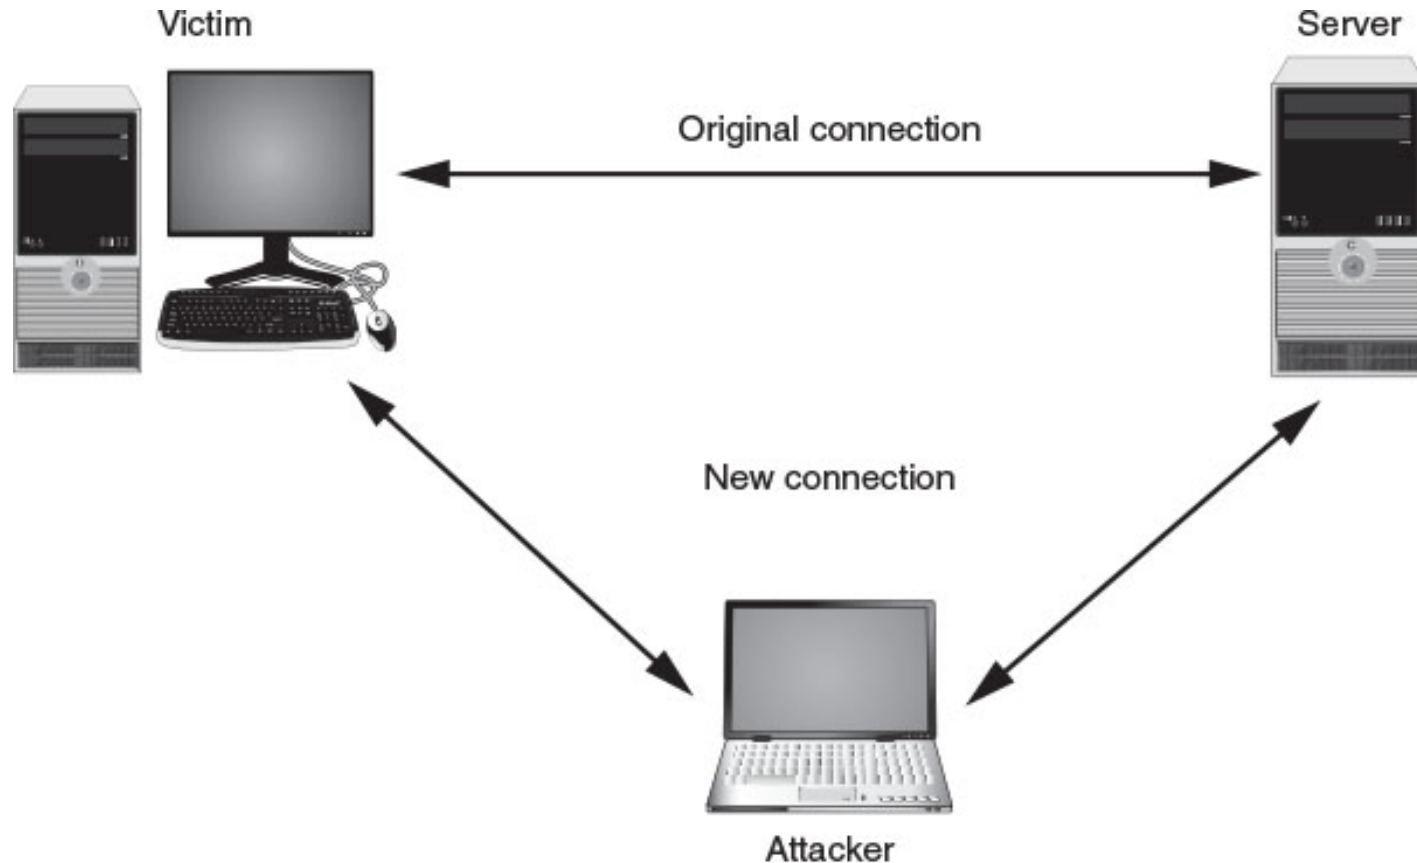 Victim
Server
Original connection
New connection
Attacker